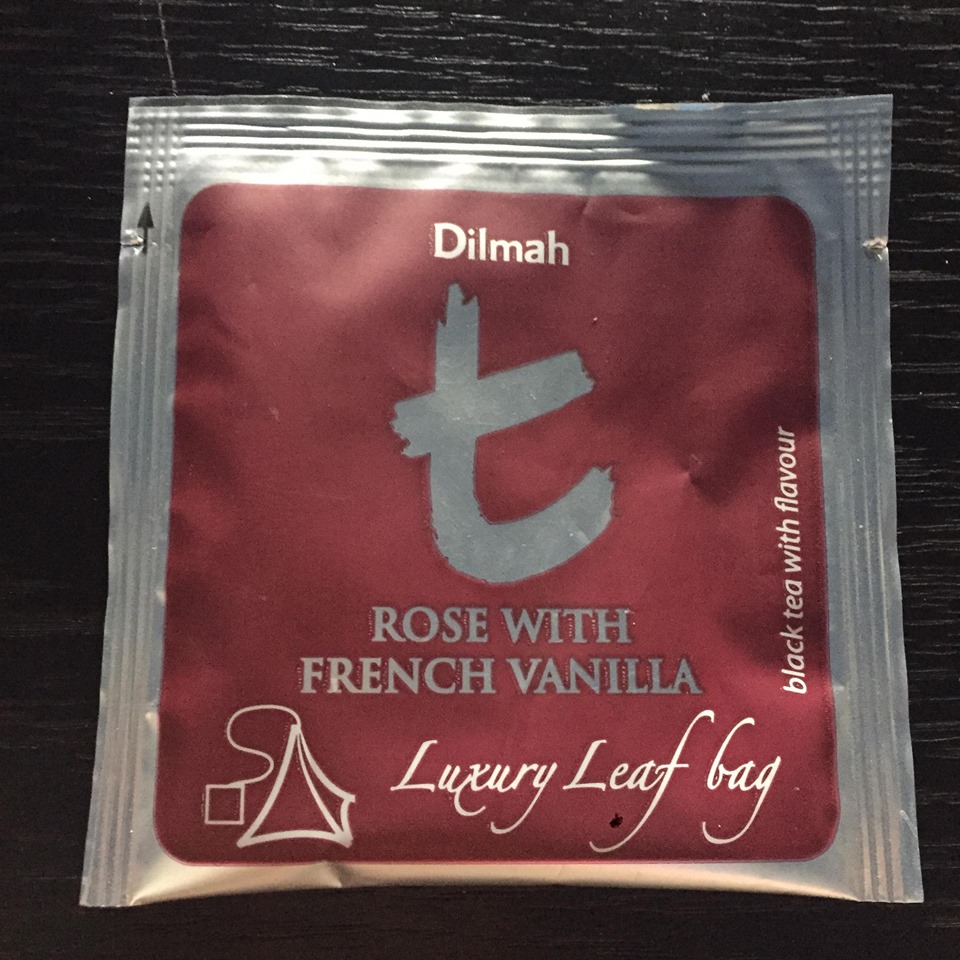 Dilmah
t
ROSE WITH
FRENCH VANILLA
Luxury Leaf bag
black tea with flavour